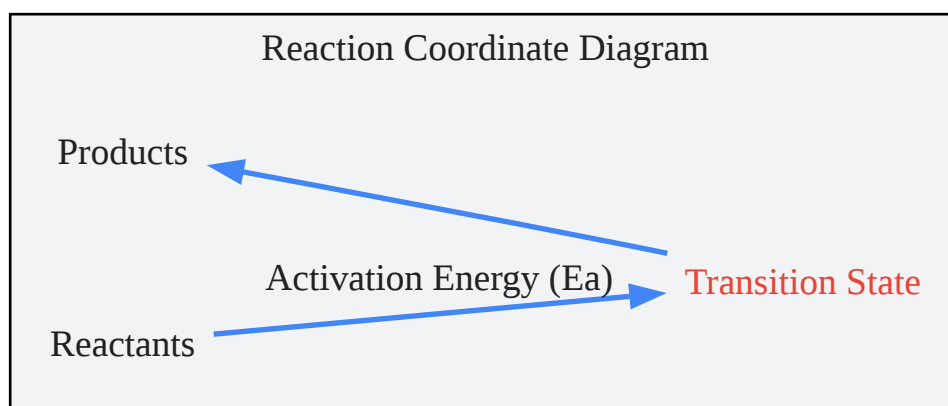 Reaction Coordinate Diagram
Products
Activation Energy (Ea)
Transition State
Reactants